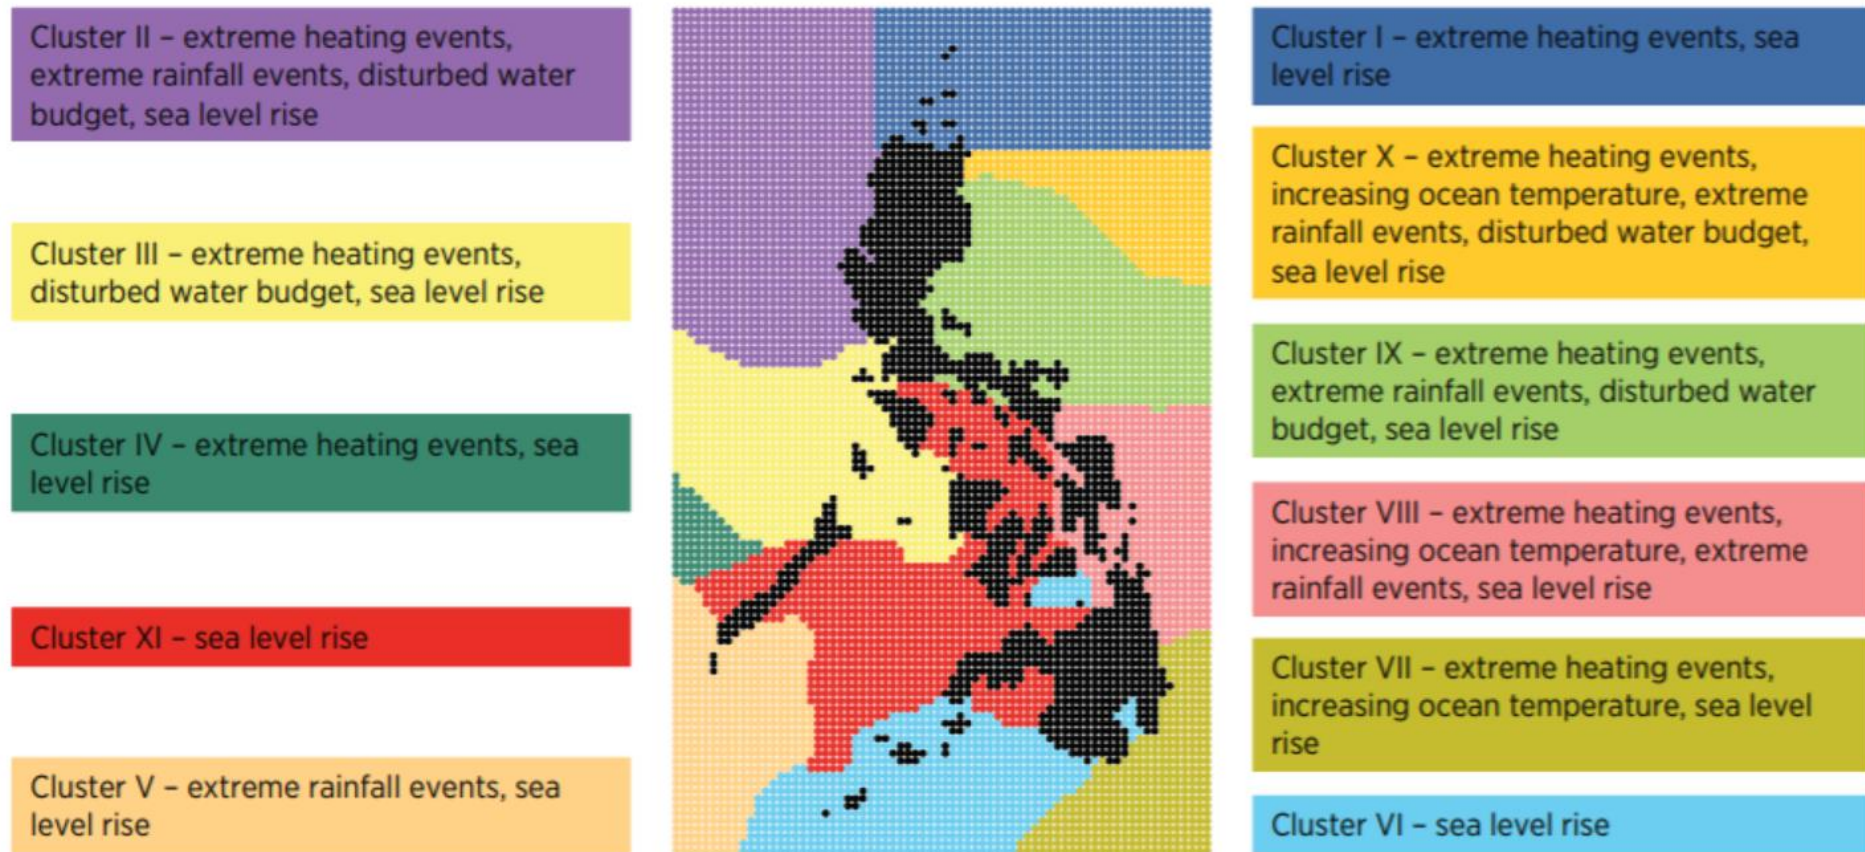 Cluster II – extreme heating events,
extreme rainfall events, disturbed water
budget, sea level rise
Cluster III – extreme heating events,
disturbed water budget, sea level rise
Cluster IV – extreme heating events, sea
level rise
Cluster XI – sea level rise
Cluster V – extreme rainfall events, sea
level rise
Cluster I – extreme heating events, sea
level rise
Cluster X – extreme heating events,
increasing ocean temperature, extreme
rainfall events, disturbed water budget,
sea level rise
Cluster IX – extreme heating events,
extreme rainfall events, disturbed water
budget, sea level rise
Cluster VIII – extreme heating events,
increasing ocean temperature, extreme
rainfall events, sea level rise
Cluster VII – extreme heating events,
increasing ocean temperature, sea level
rise
Cluster VI – sea level rise